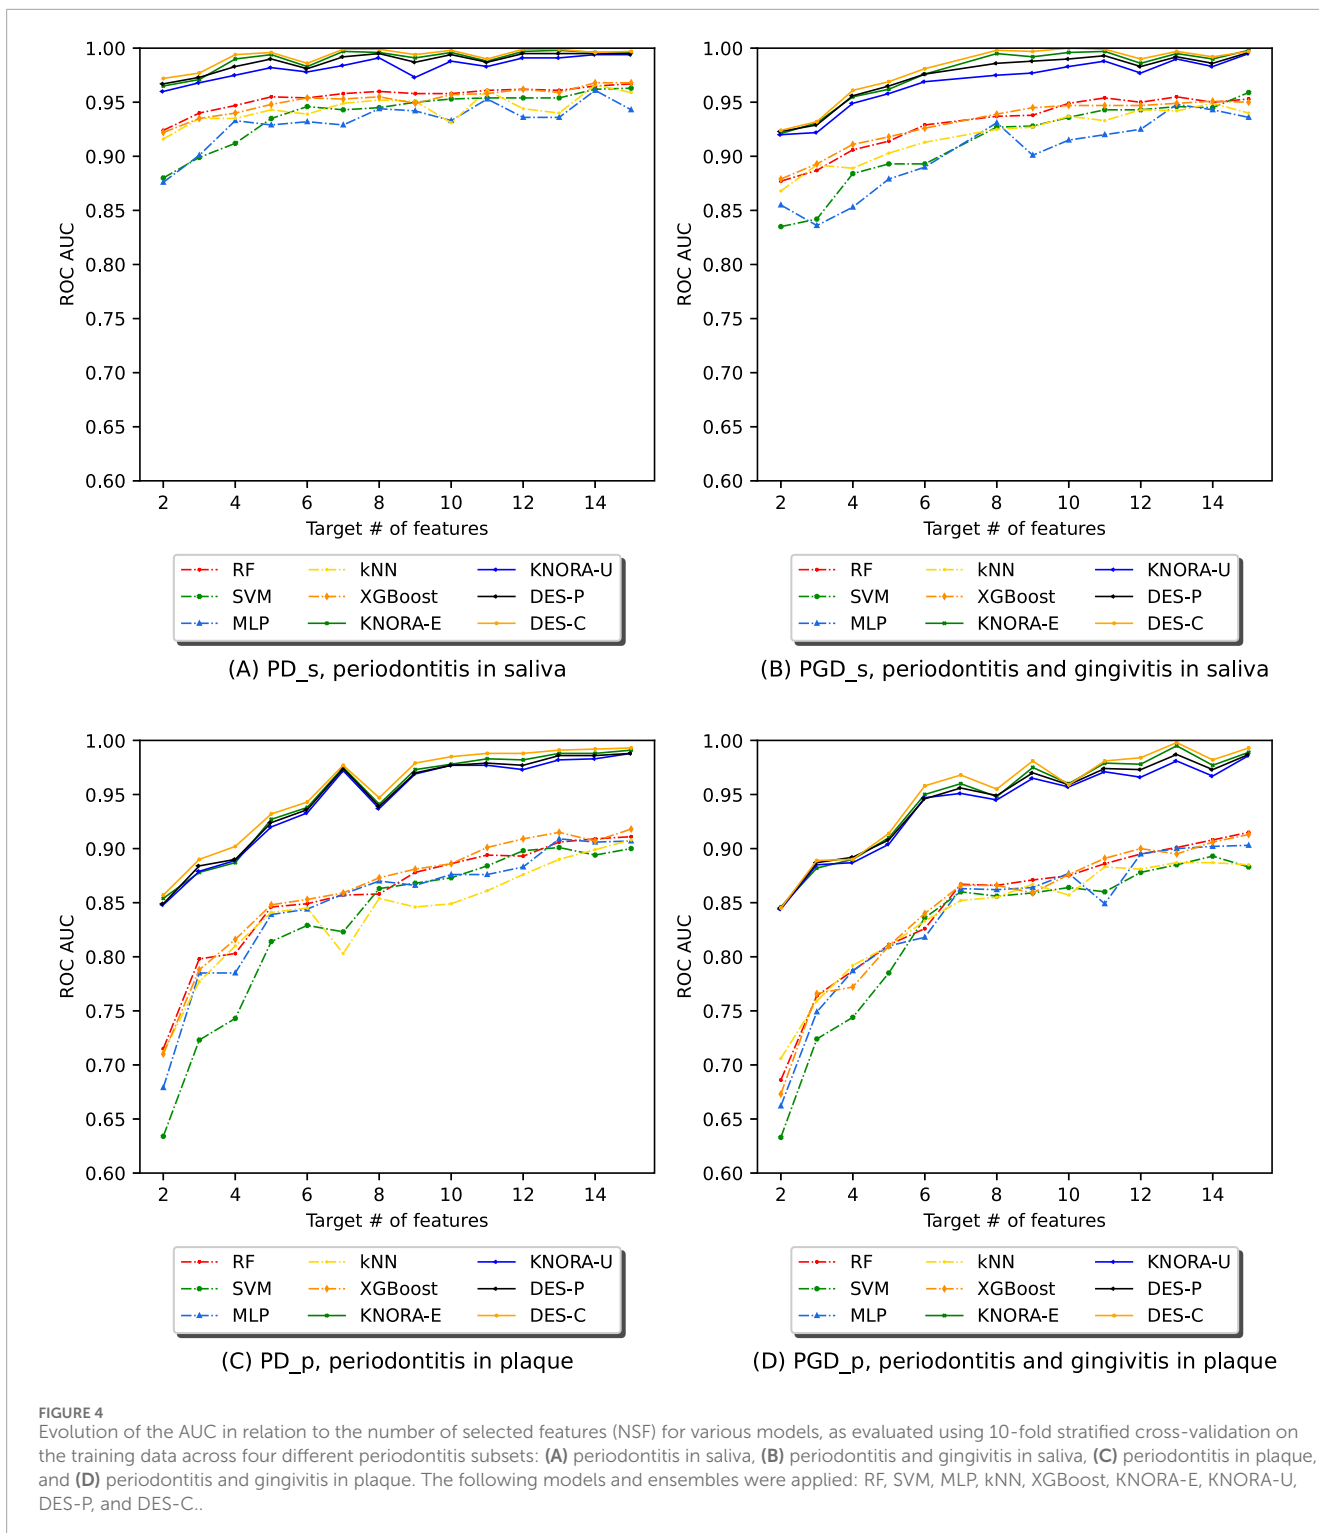 1.00
0.95
0.90
0.85
0.80
0.75
0.70
0.65
0.60
ROC AUC
2 4 6 8 10 12 14
Target # of features
RF kNN KNORA-U
SVM XGBoost DES-P
MLP KNORA-E DES-C
(A) PD_s, periodontitis in saliva
1.00
0.95
0.90
0.85
0.80
0.75
0.70
0.65
0.60
ROC AUC
2 4 6 8 10 12 14
Target # of features
RF kNN KNORA-U
SVM XGBoost DES-P
MLP KNORA-E DES-C
(B) PGD_s, periodontitis and gingivitis in saliva
1.00
0.95
0.90
0.85
0.80
0.75
0.70
0.65
0.60
ROC AUC
2 4 6 8 10 12 14
Target # of features
RF kNN KNORA-U
SVM XGBoost DES-P
MLP KNORA-E DES-C
(C) PD_p, periodontitis in plaque
1.00
0.95
0.90
0.85
0.80
0.75
0.70
0.65
0.60
ROC AUC
2 4 6 8 10 12 14
Target # of features
RF kNN KNORA-U
SVM XGBoost DES-P
MLP KNORA-E DES-C
(D) PGD_p, periodontitis and gingivitis in plaque
FIGURE 4
Evolution of the AUC in relation to the number of selected features (NSF) for various models, as evaluated using 10-fold stratified cross-validation on
the training data across four different periodontitis subsets: (A) periodontitis in saliva, (B) periodontitis and gingivitis in saliva, (C) periodontitis in plaque,
and (D) periodontitis and gingivitis in plaque. The following models and ensembles were applied: RF, SVM, MLP, kNN, XGBoost, KNORA-E, KNORA-U,
DES-P, and DES-C..